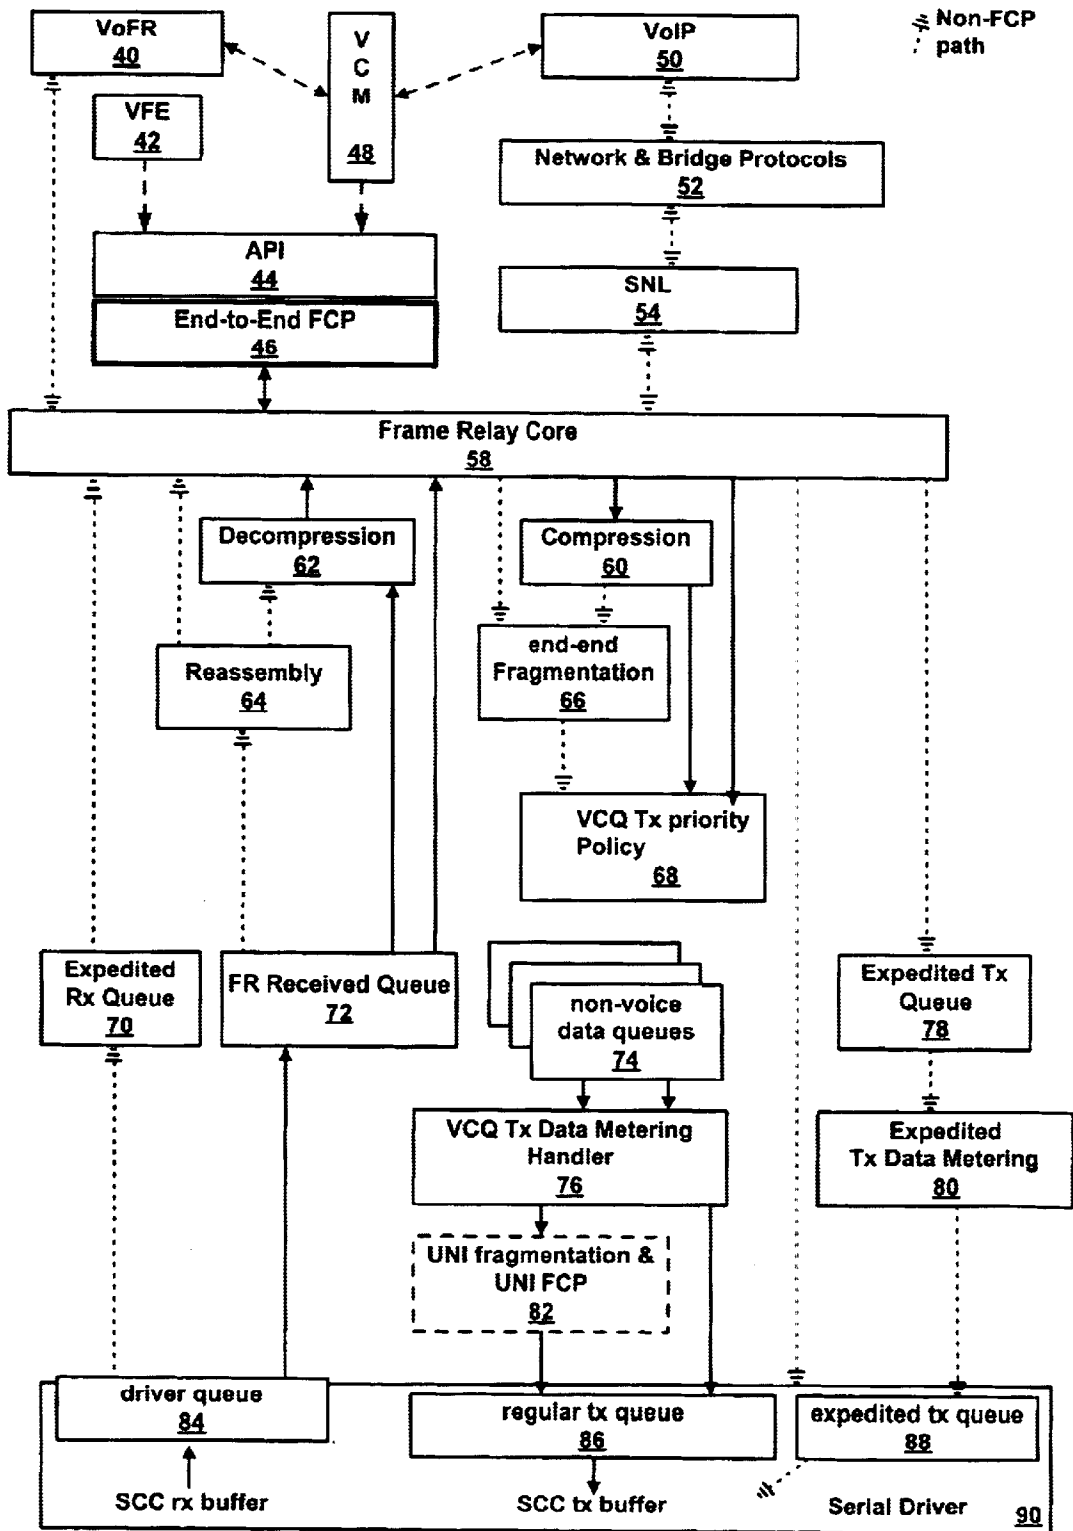 VoFR
40
V
C
M
48
VoIP
50
Non-FCP
path
VFE
42
Network & Bridge Protocols
52
API
44
SNL
54
End-to-End FCP
46
Frame Relay Core
58
Decompression
62
Compression
60
Reassembly
64
end-end
Fragmentation
66
VCQ Tx priority
Policy
68
Expedited
Rx Queue
70
FR Received Queue
72
non-voice
data queues
74
Expedited Tx
Queue
78
VCQ Tx Data Metering
Handler
76
Expedited
Tx Data Metering
80
UNI fragmentation &
UNI FCP
82
driver queue
84
regular tx queue
86
expedited tx queue
88
SCC rx buffer
SCC tx buffer
Serial Driver
90